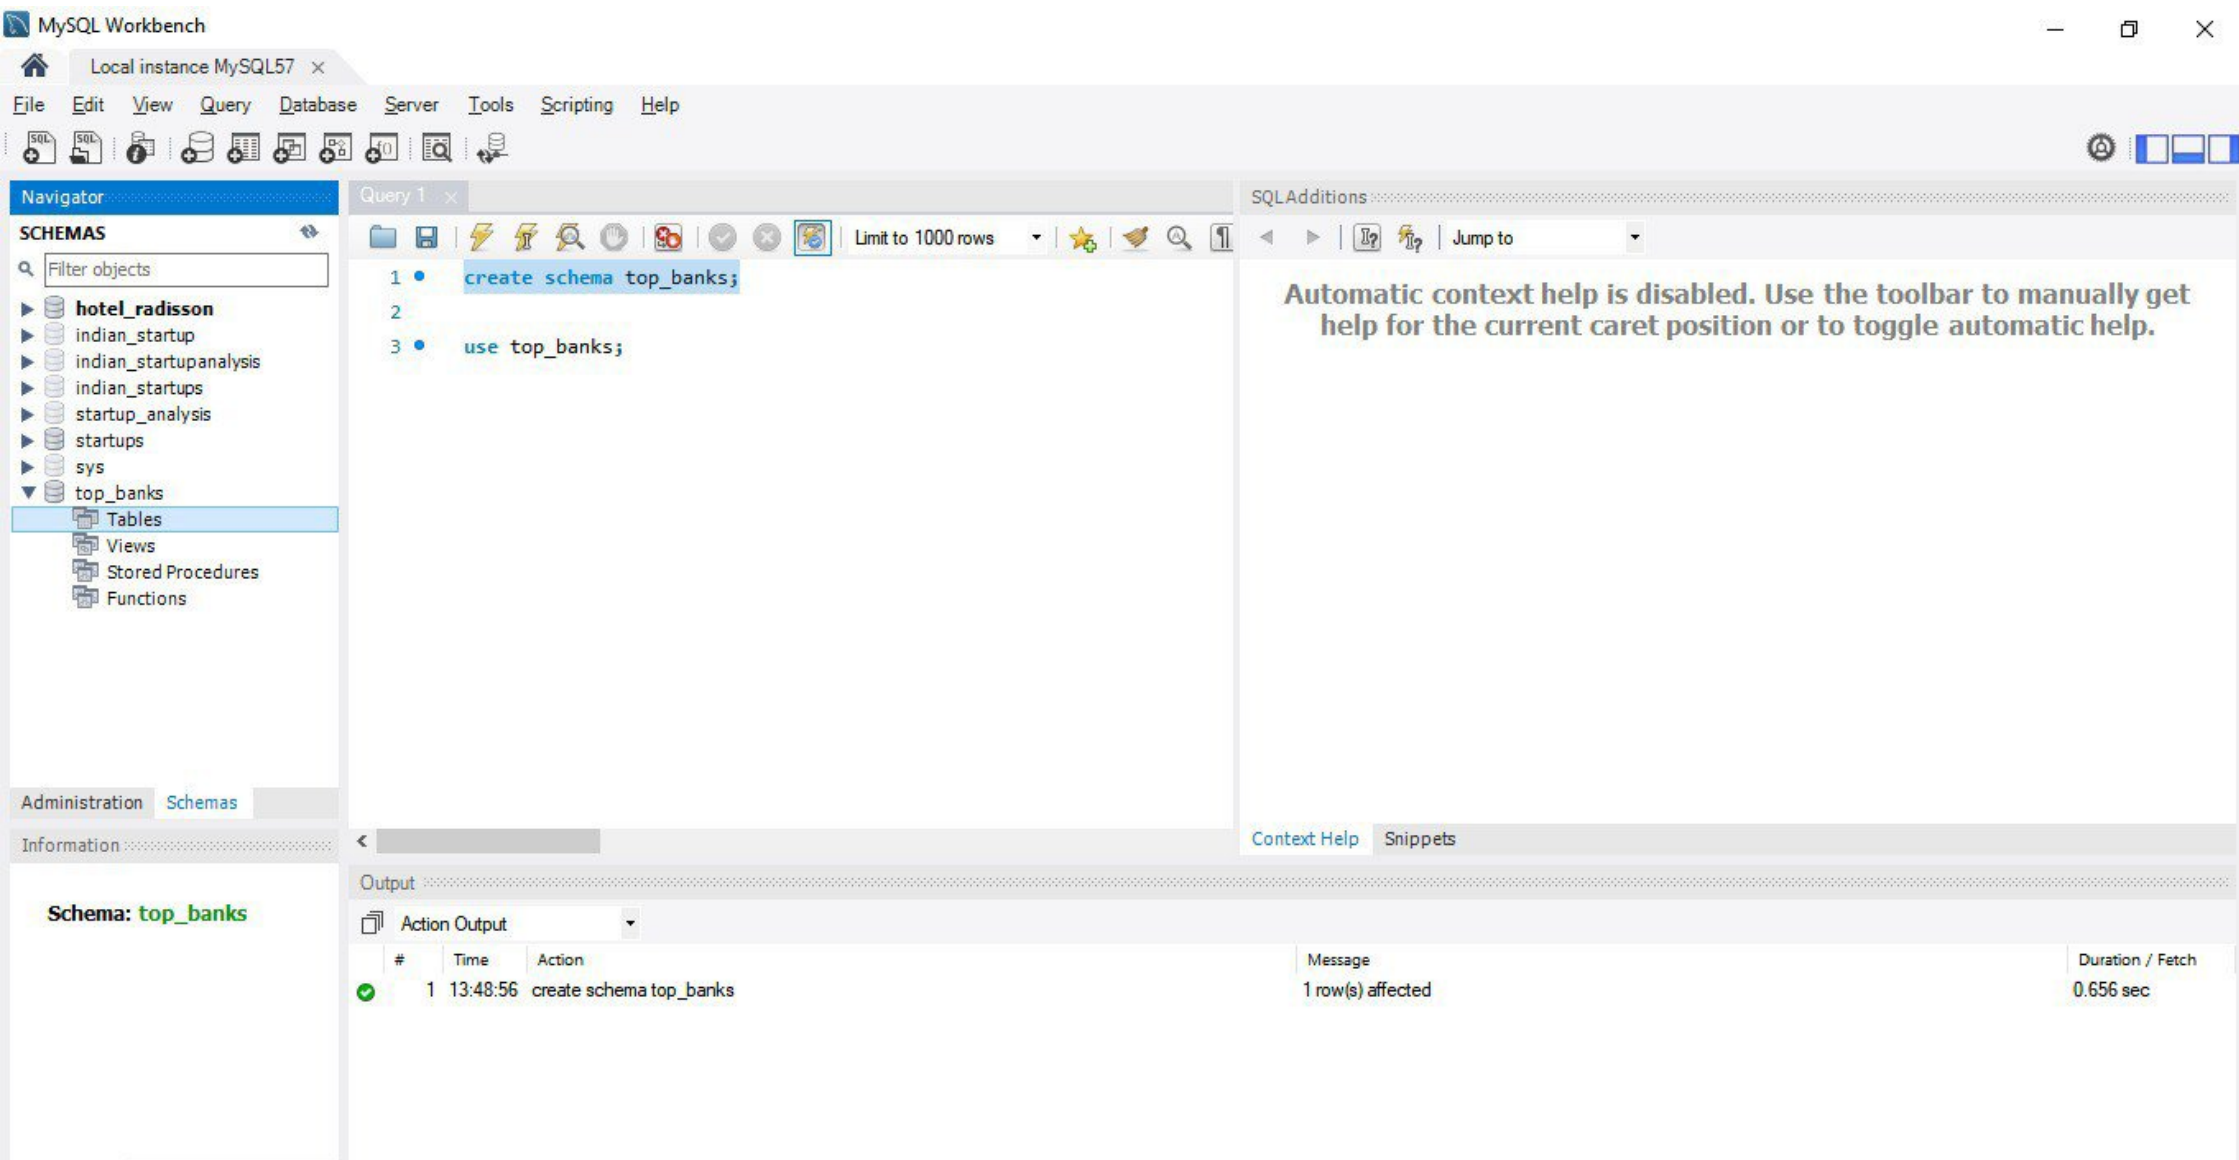 MySQL Workbench
Local instance MySQL57
File Edit View Query Database Server Tools Scripting Help
Navigator
SCHEMAS
Filter objects
hotel_radisson
indian_startup
indian_startupanalysis
indian_startups
startup_analysis
startups
sys
top_banks
Tables
Views
Stored Procedures
Functions
Administration Schemas
Information
Schema: top_banks
Query 1
Limit to 1000 rows
1 create schema top_banks;
2
3 use top_banks;
SQLAdditions
Jump to
Automatic context help is disabled. Use the toolbar to manually get
help for the current caret position or to toggle automatic help.
Context Help Snippets
Output
Action Output
# Time Action Message Duration / Fetch
1 13:48:56 create schema top_banks 1 row(s) affected 0.656 sec